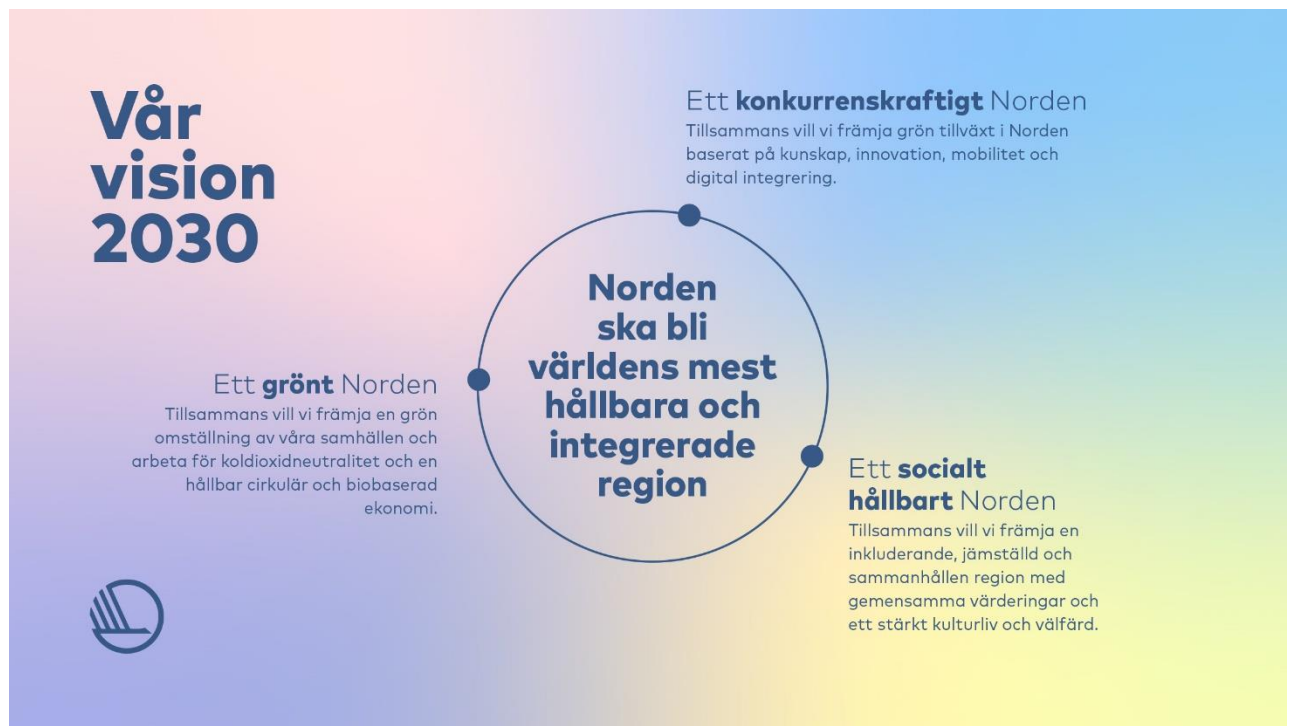 Vår
vision
2030
Ett konkurrenskraftigt Norden
Tillsammans vill vi främja grön tillväxt i Norden
baserat på kunskap, innovation, mobilitet och
digital integrering.
Norden
ska bli
världens mest
hållbara och
integrerade
region
Ett grönt Norden
Tillsammans vill vi främja en grön
omställning av våra samhällen och
arbeta för koldioxidneutralitet och en
hållbar cirkulär och biobaserad
ekonomi.
Ett socialt
hållbart Norden
Tillsammans vill vi främja en
inkluderande, jämställd och
sammanhållen region med
gemensamma värderingar och
ett stärkt kulturliv och välfärd.